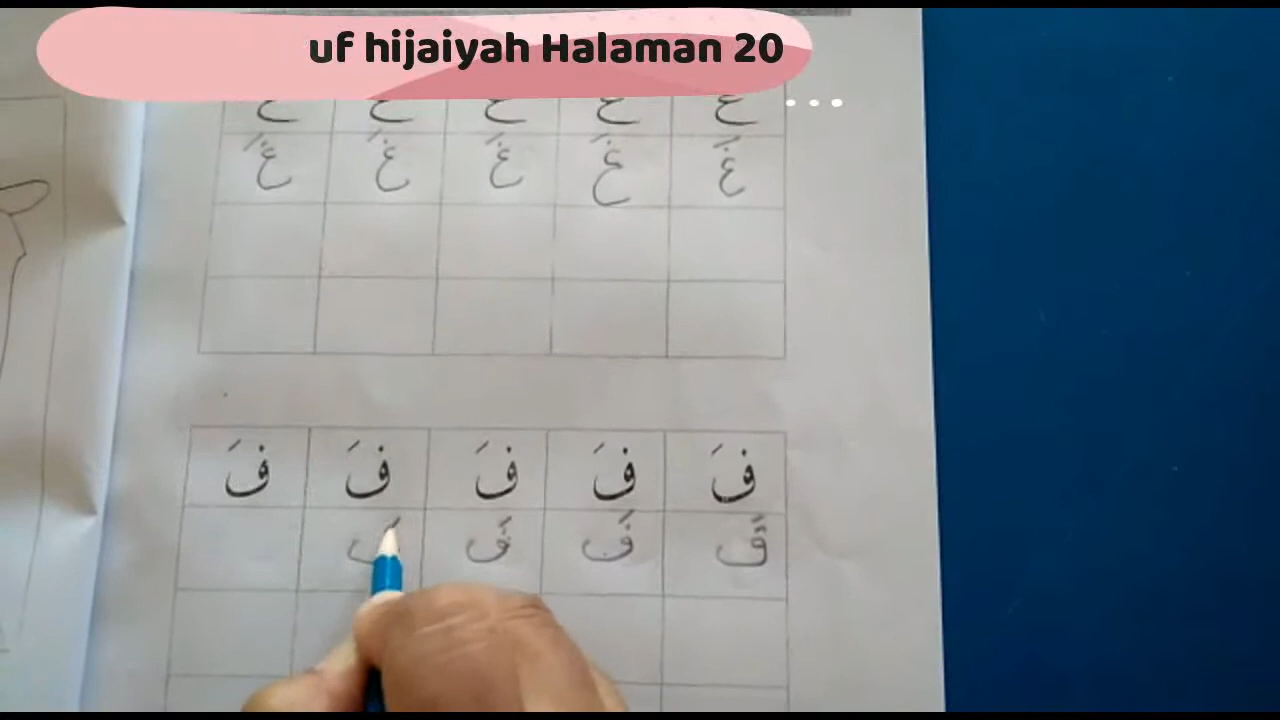 uf hijaiyah Halaman 20
غَ غَ غَ غَ غَ
فَ فَ فَ فَ فَ
فَ فَ فَ